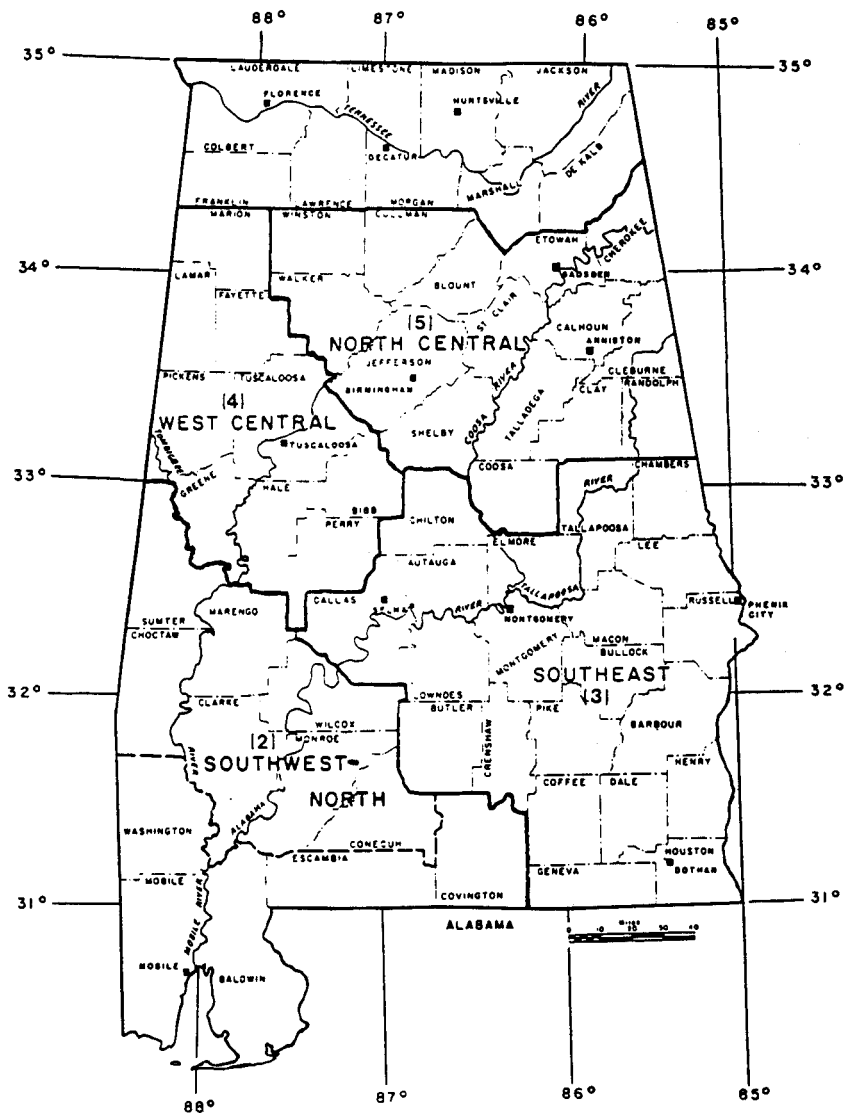 88° 87° 86° 85°
35° 35°
LAUDERDALE LIMESTONE MADISON JACKSON
FLORENCE
HUNTSVILLE
RIVER
TENNESSEE
COLBERT
DECATUR
DE KALB
MARSHALL
FRANKLIN LAWRENCE MORGAN
MARION WINSTON CULLMAN
ETOWAH
CHEROKEE
34° 34°
LAMAR WALKER GADSDEN
BLOUNT
FAYETTE
ST CLAIR
(5)
NORTH CENTRAL
CALHOUN
ANNISTON
JEFFERSON
RIVER
CLEBURNE
PICKENS TUSCALOOSA
BIRMINGHAM
CLAY RANDOLPH
TALLADEGA
(4)
WEST CENTRAL
COOSA
SHELBY
TUSCALOOSA
TOMBIGBEE
COOSA CHAMBERS
33° 33°
GREENE HALE
RIVER
BIBB
PERRY CHILTON TALLAPOOSA
ELMORE LEE
AUTAUGA
TALLAPOOSA
DALLAS
SELMA RIVER
MONTGOMERY
RUSSELL PHENIX
CITY
MARENGO
SUMTER
CHOCTAW
MACON
BULLOCK
MONTGOMERY
SOUTHEAST
(3)
32° 32°
CLARKE LOWNDES
BUTLER PIKE
WILCOX
MONROE
BARBOUR
(2)
SOUTHWEST
NORTH
CRENSHAW
RIVER
HENRY
COFFEE DALE
ALABAMA
WASHINGTON
CONECUH
ESCAMBIA
HOUSTON
DOTHAN
GENEVA
MOBILE
COVINGTON
31° 31°
ALABAMA
MOBILE RIVER
Miles
0 10 20 30 40
MOBILE BALDWIN
88° 87° 86° 85°